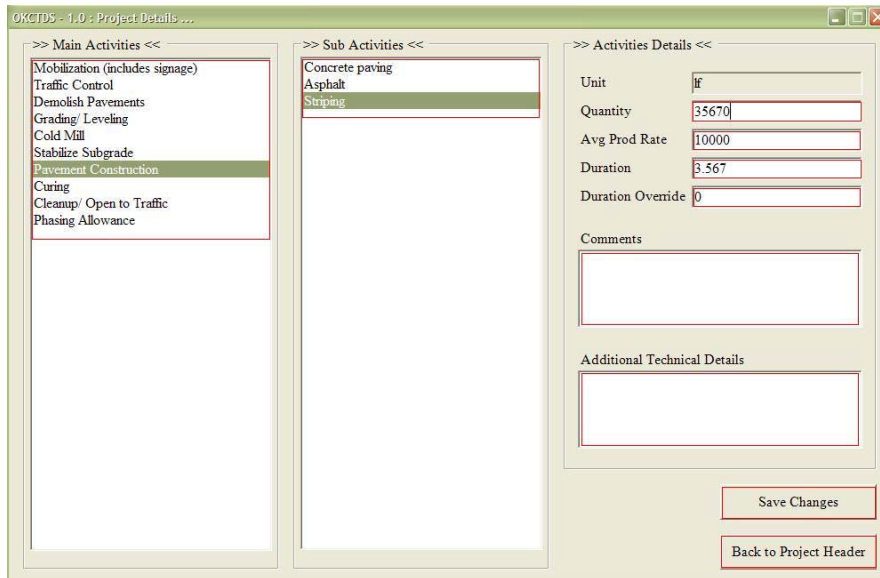 OKCTDS - 1.0 : Project Details ...
>> Main Activities <<
Mobilization (includes signage)
Traffic Control
Demolish Pavements
Grading/ Leveling
Cold Mill
Stabilize Subgrade
Pavement Construction
Curing
Cleanup/ Open to Traffic
Phasing Allowance
>> Sub Activities <<
Concrete paving
Asphalt
Striping
>> Activities Details <<
Unit lf
Quantity 35670
Avg Prod Rate 10000
Duration 3.567
Duration Override 0
Comments
Additional Technical Details
Save Changes
Back to Project Header